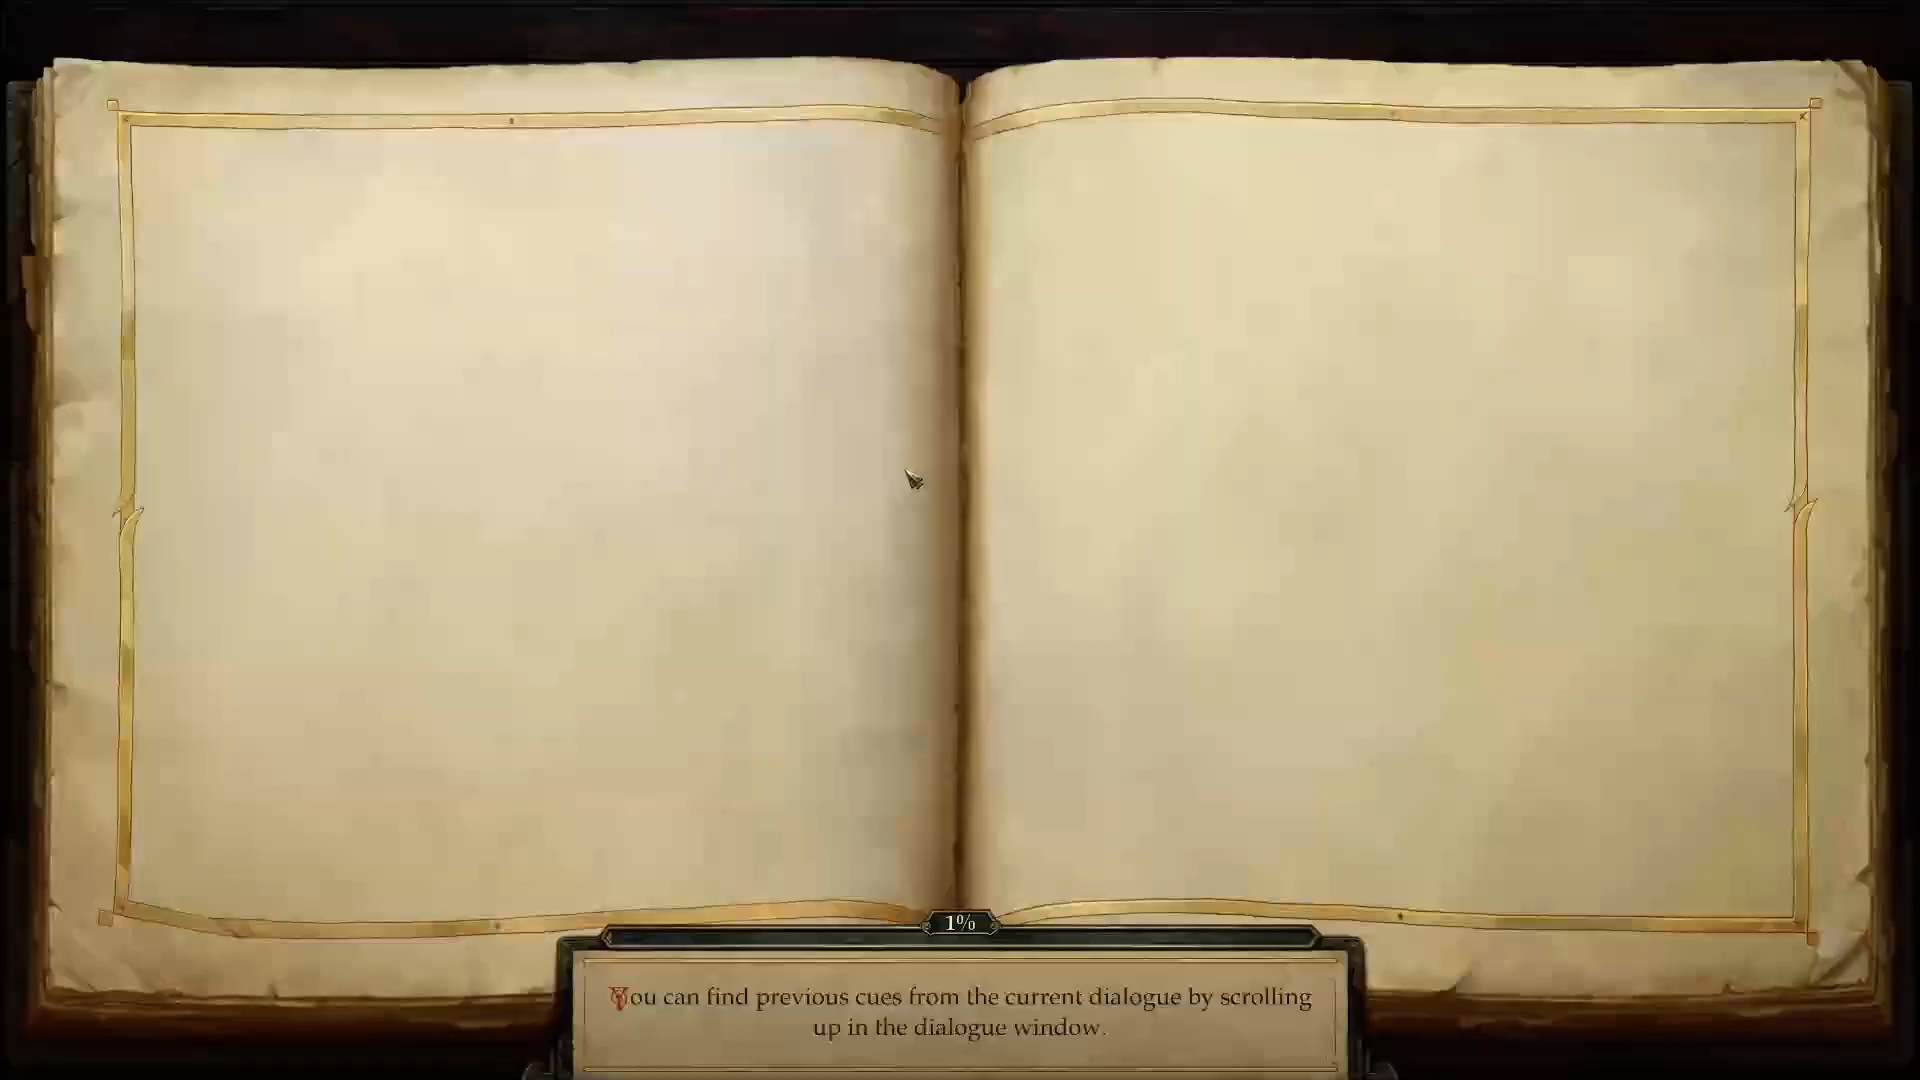 1%
You can find previous cues from the current dialogue by scrolling
up in the dialogue window.